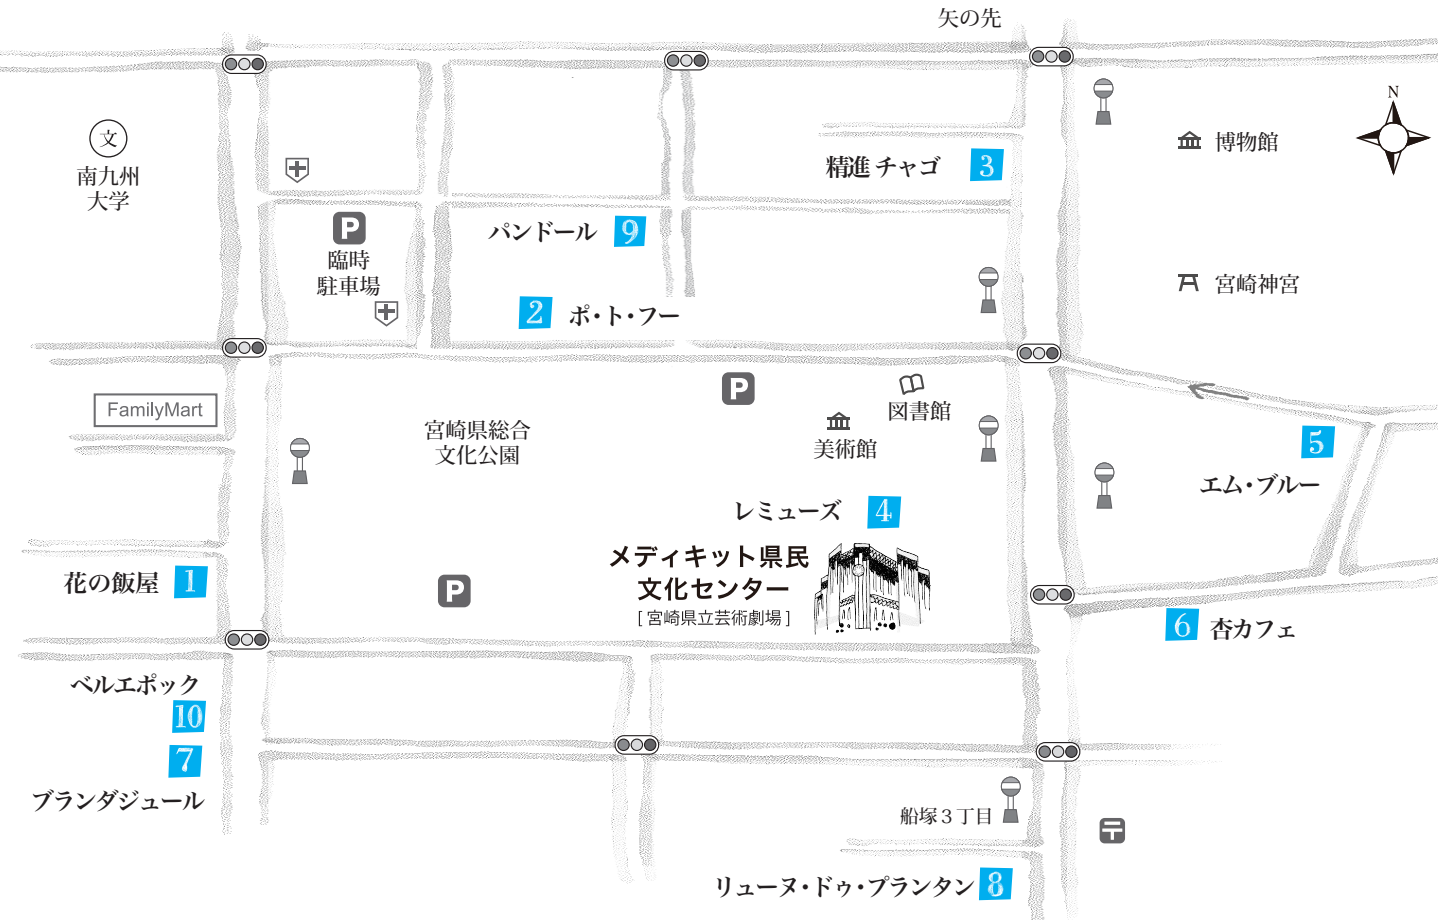 矢の先
N
文
南九州
大学
博物館
精進 チャゴ
3
P
臨時
駐車場
パンドール
9
宮崎神宮
2
ポ・ト・フー
FamilyMart
P
図書館
美術館
宮崎県総合
文化公園
5
エム・ブルー
レミューズ
4
メディキット県民
文化センター
[ 宮崎県立芸術劇場 ]
花の飯屋
1
P
6
杏カフェ
ベルエポック
10
7
ブランダジュール
船塚３丁目
〒
リューヌ・ドゥ・プランタン
8